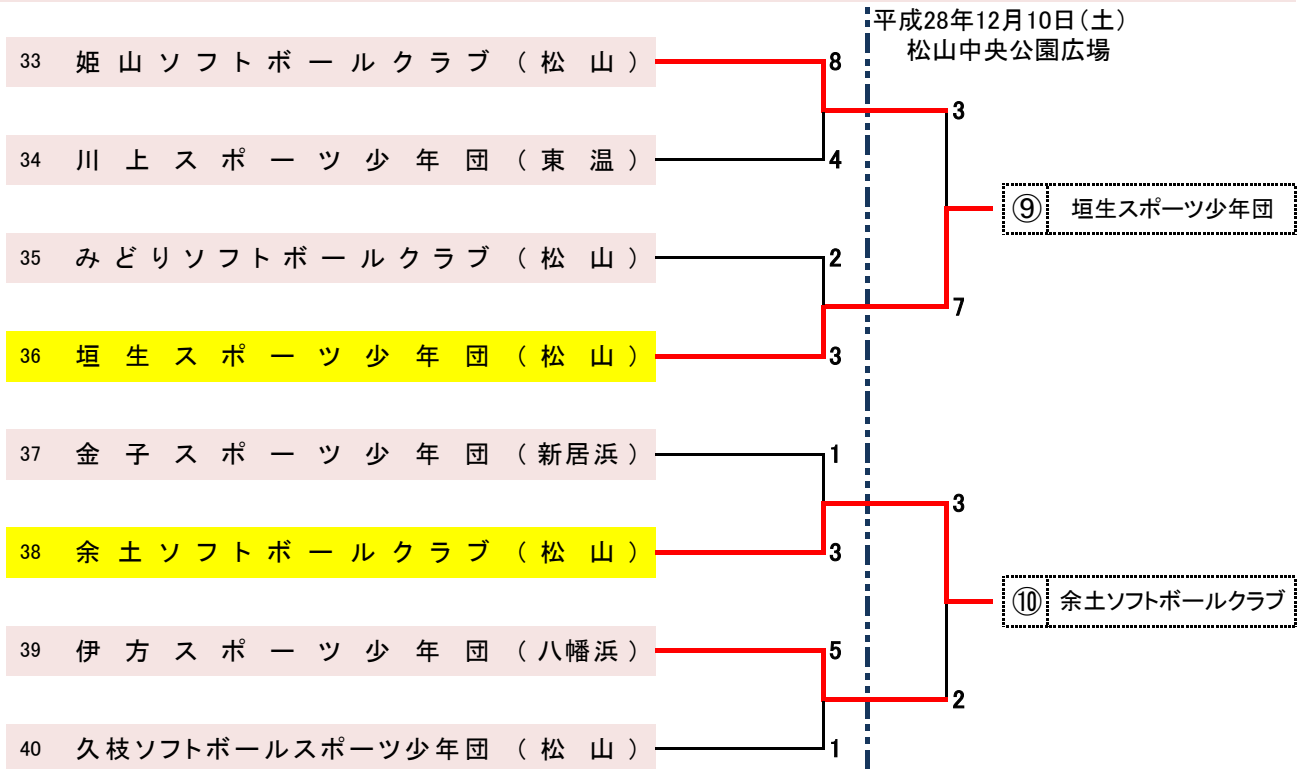 平成28年12月10日(土)
松山中央公園広場
33 姫山ソフトボールクラブ(松山) 8
3
34 川上スポーツ少年団(東温) 4
⑨ 垣生スポーツ少年団
35 みどりソフトボールクラブ(松山) 2
7
36 垣生スポーツ少年団(松山) 3
37 金子スポーツ少年団(新居浜) 1
3
38 余土ソフトボールクラブ(松山) 3
⑩ 余土ソフトボールクラブ
39 伊方スポーツ少年団(八幡浜) 5
2
40 久枝ソフトボールスポーツ少年団(松山) 1